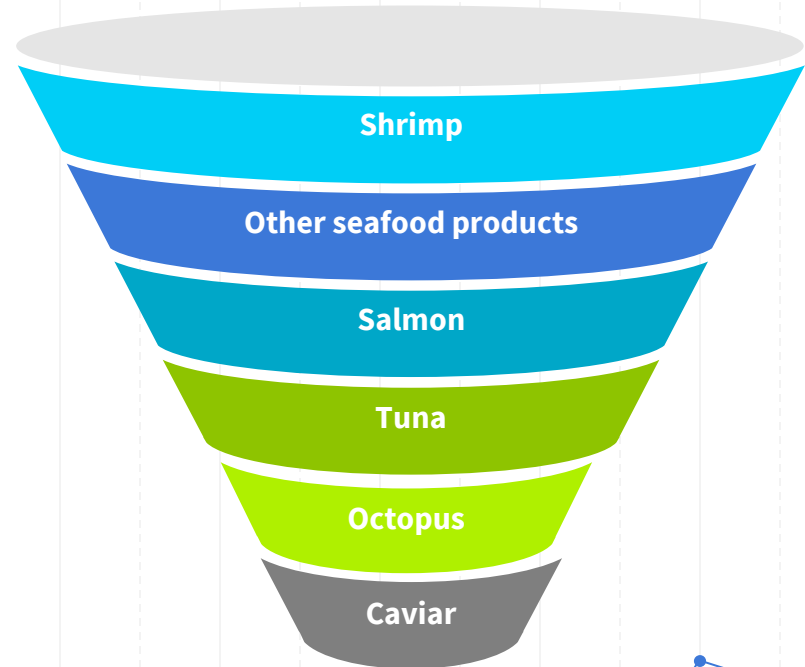 Shrimp
Other seafood products
Salmon
Tuna
Octopus
Caviar